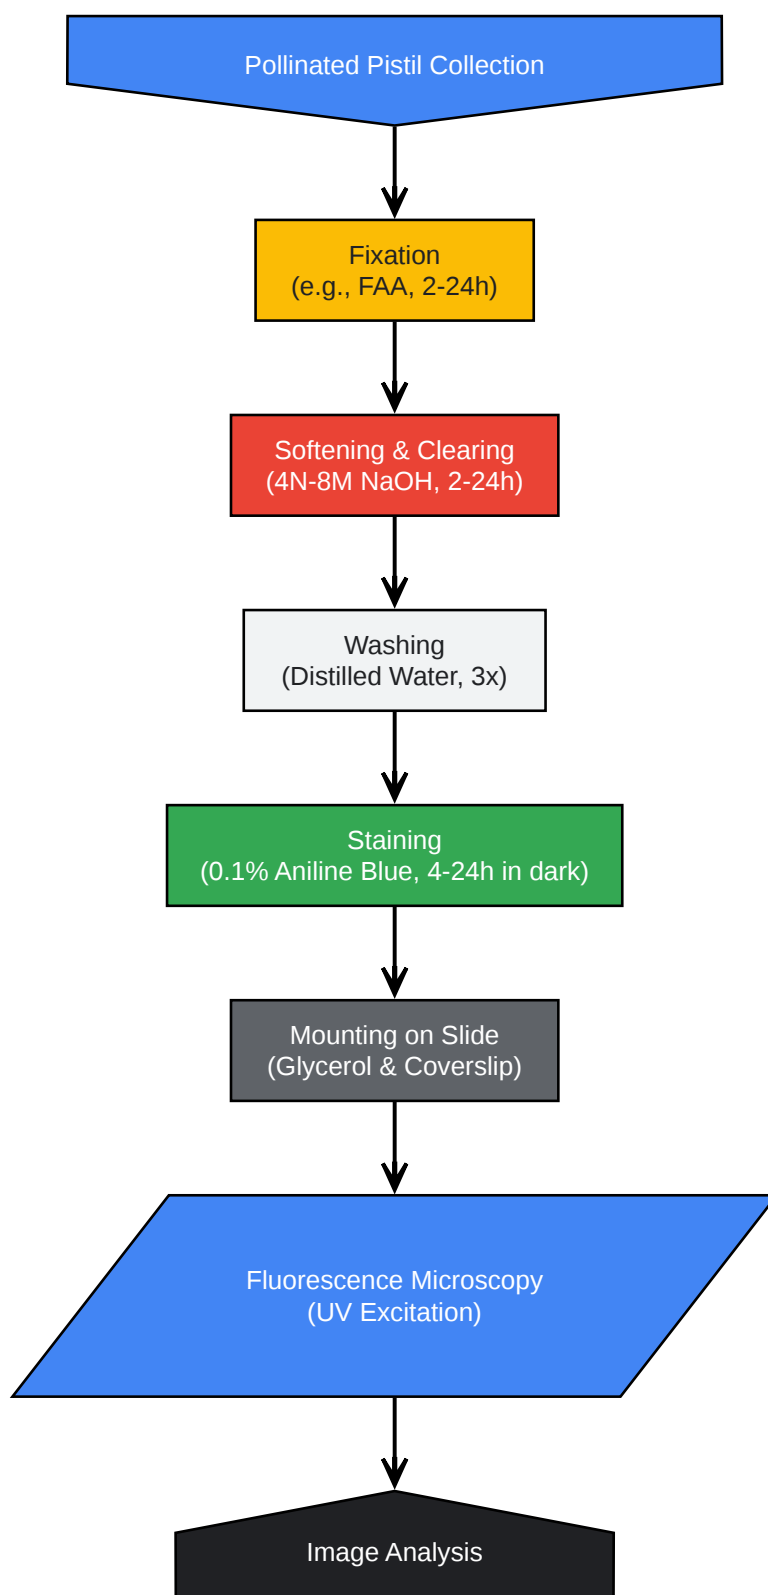 Pollinated Pistil Collection
Fixation
(e.g., FAA, 2-24h)
Softening & Clearing
(4N-8M NaOH, 2-24h)
Washing
(Distilled Water, 3x)
Staining
(0.1% Aniline Blue, 4-24h in dark)
Mounting on Slide
(Glycerol & Coverslip)
Fluorescence Microscopy
(UV Excitation)
Image Analysis